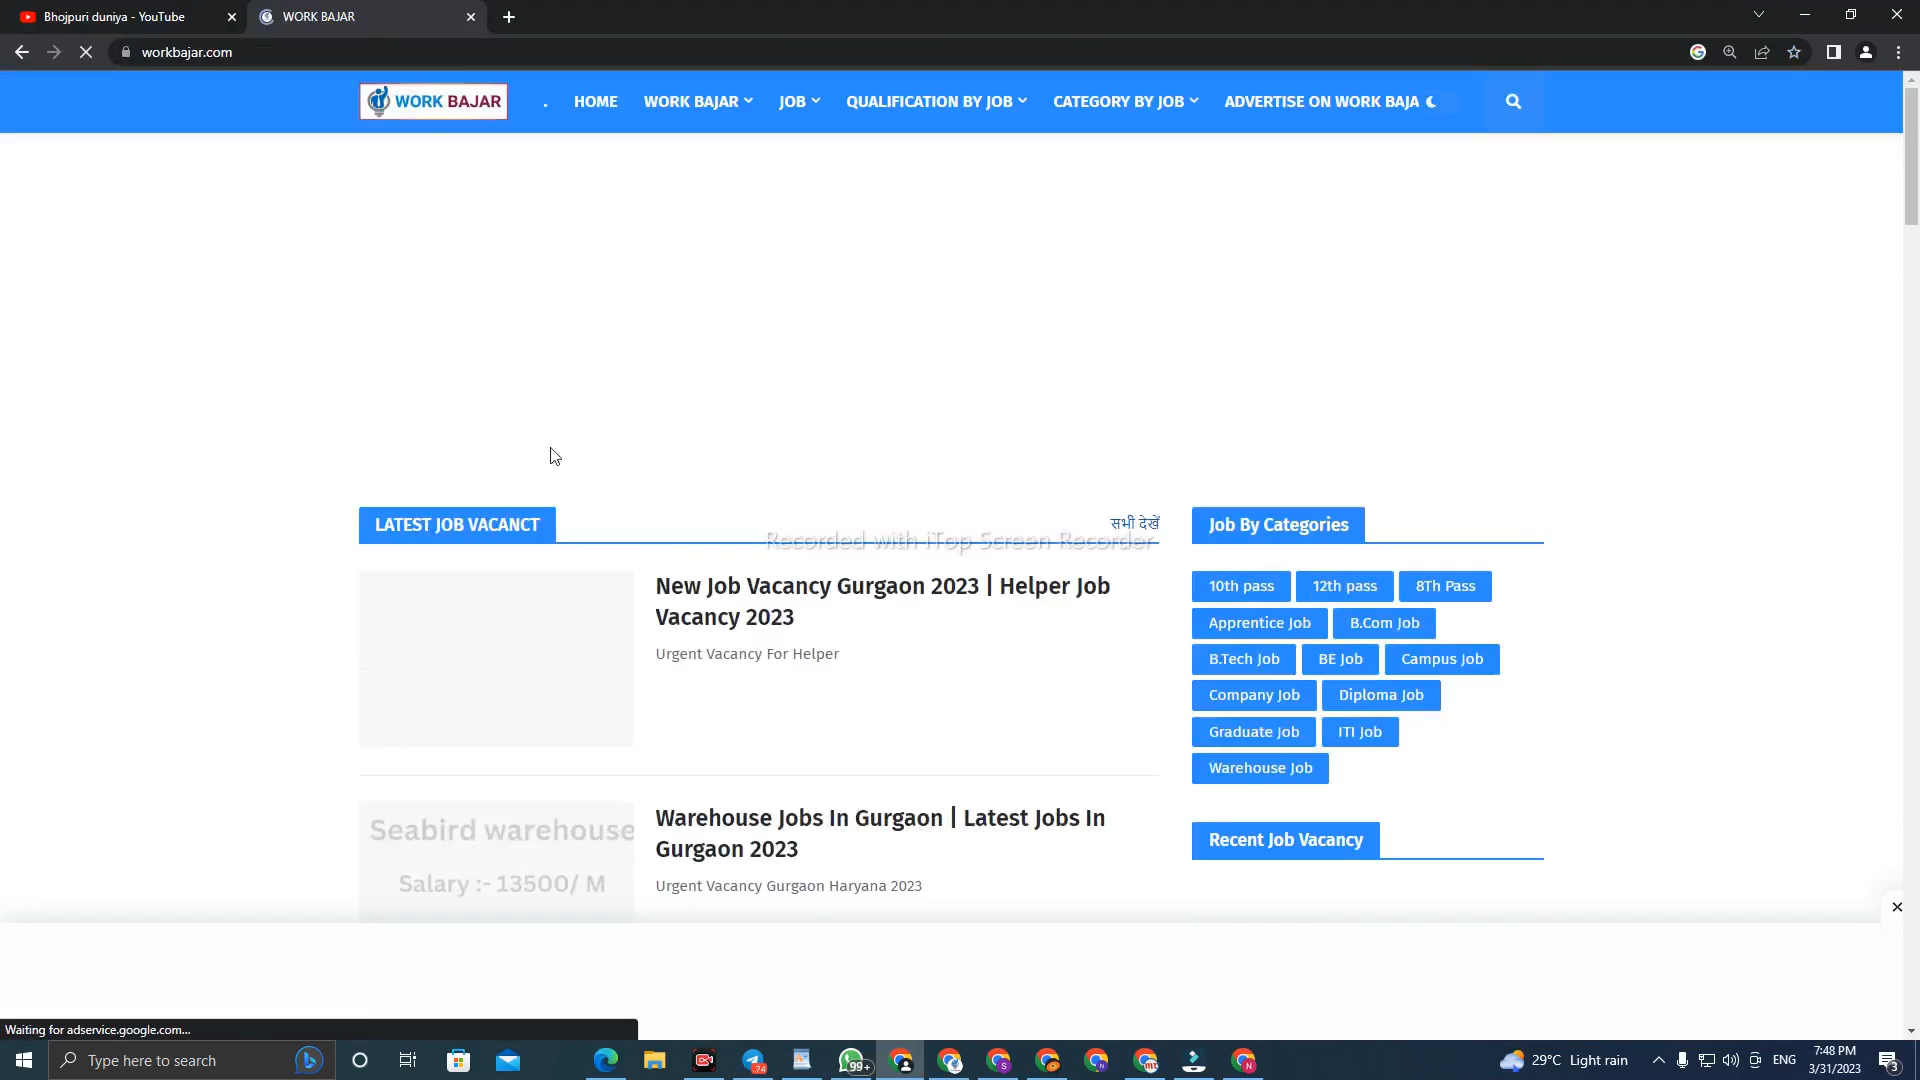 Bhojpuri duniya - YouTube
WORK BAJAR
workbajar.com
WORK BAJAR
. HOME WORK BAJAR JOB QUALIFICATION BY JOB CATEGORY BY JOB ADVERTISE ON WORK BAJA
LATEST JOB VACANCT
सभी देखें
Recorded with iTop Screen Recorder
New Job Vacancy Gurgaon 2023 | Helper Job
Vacancy 2023
Urgent Vacancy For Helper
Seabird warehouse
Salary :- 13500/ M
Warehouse Jobs In Gurgaon | Latest Jobs In
Gurgaon 2023
Urgent Vacancy Gurgaon Haryana 2023
Job By Categories
10th pass 12th pass 8Th Pass
Apprentice Job B.Com Job
B.Tech Job BE Job Campus Job
Company Job Diploma Job
Graduate Job ITI Job
Warehouse Job
Recent Job Vacancy
Waiting for adservice.google.com...
Type here to search
74
99+
S
N
mt
N
29°C Light rain
ENG
7:48 PM
3/31/2023
3